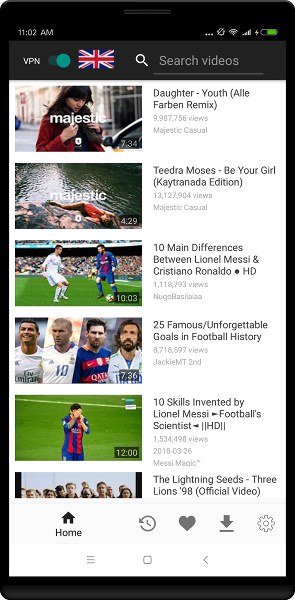 11:02 AM
VPN
Search videos
majestic
7:34
Daughter - Youth (Alle
Farben Remix)
9,987,756 views
Majestic Casual
majestic
4:29
Teedra Moses - Be Your Girl
(Kaytranada Edition)
13,127,904 views
Majestic Casual
10:03
10 Main Differences
Between Lionel Messi &
Cristiano Ronaldo ● HD
1,118,793 views
NugoBasilaiaa
7:36
25 Famous/Unforgettable
Goals in Football History
8,718,597 views
JackieMT 2nd
12:00
10 Skills Invented by
Lionel Messi ►Football's
Scientist◄ ||HD||
1,534,498 views
2018-03-26
Messi Magic™
The Lightning Seeds - Three
Lions '98 (Official Video)
Home